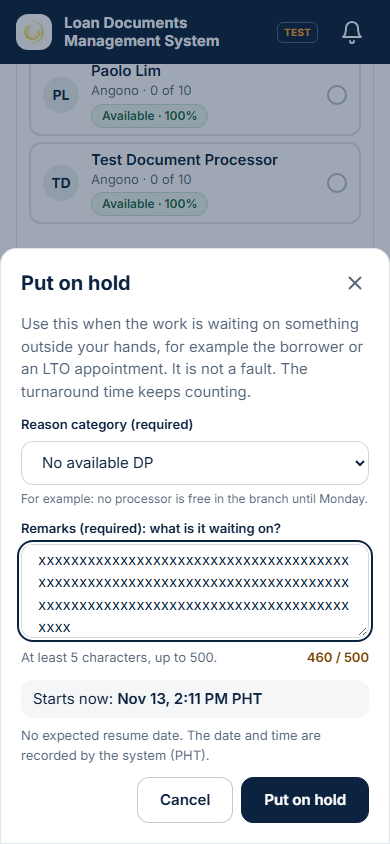 Loan Documents
Management System
TEST
Paolo Lim
PL
Angono · 0 of 10
Available · 100%
Test Document Processor
TD
Angono · 0 of 10
Available · 100%
Put on hold
Use this when the work is waiting on something
outside your hands, for example the borrower or
an LTO appointment. It is not a fault. The
turnaround time keeps counting.
Reason category (required)
No available DP
For example: no processor is free in the branch until Monday.
Remarks (required): what is it waiting on?
xxxxxxxxxxxxxxxxxxxxxxxxxxxxxxxxxxxxxx
xxxxxxxxxxxxxxxxxxxxxxxxxxxxxxxxxxxxxx
xxxxxxxxxxxxxxxxxxxxxxxxxxxxxxxxxxxxxx
xxxx
At least 5 characters, up to 500.
460 / 500
Starts now: Nov 13, 2:11 PM PHT
No expected resume date. The date and time are
recorded by the system (PHT).
Cancel
Put on hold